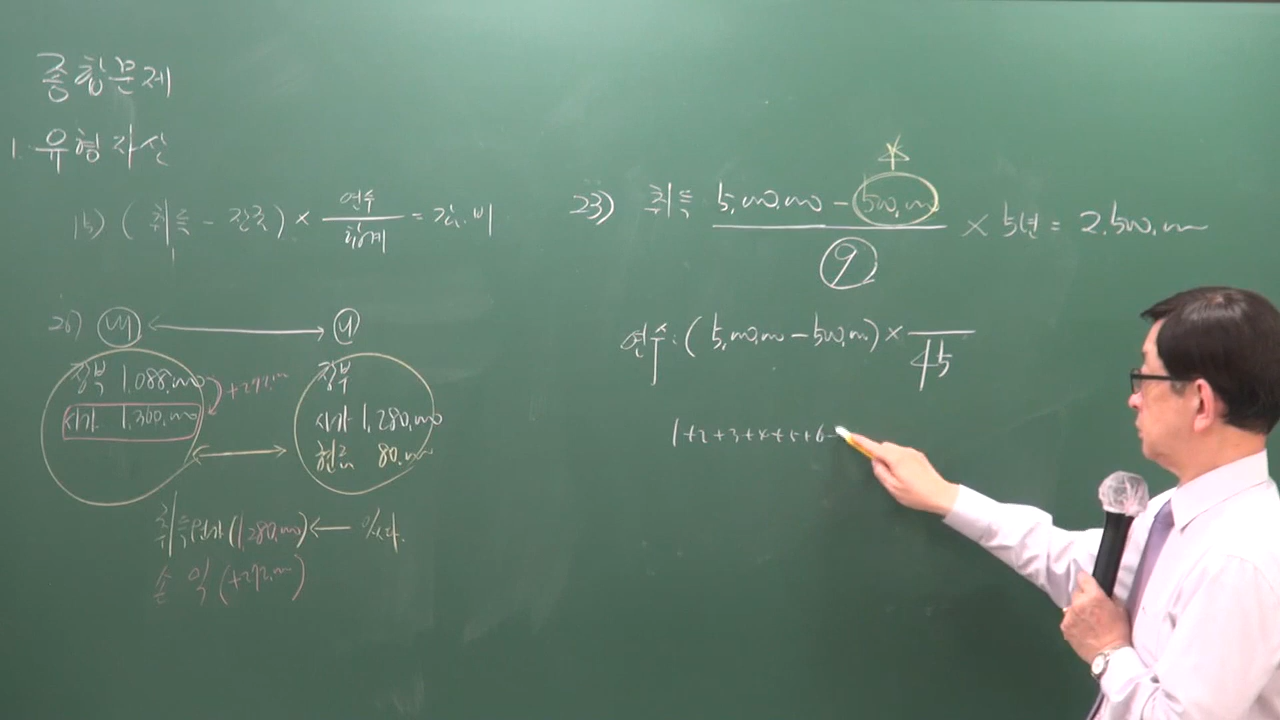 종합문제
1. 유형자산
15) (취득 - 잔존) × 연수/합계 = 감.비
23) 취득 5,000,000 - 500,000 / 9 × 5년 = 2,500,000
연수 : (5,000,000 - 500,000) × /45
1+2+3+4+5+6
20) 내 ↔ 너
장부 1,088,000 +212,000
시가 1,300,000
장부
시가 1,280,000
현금 80,000
취득원가 (1,280,000) ←
손익 (+212,000)